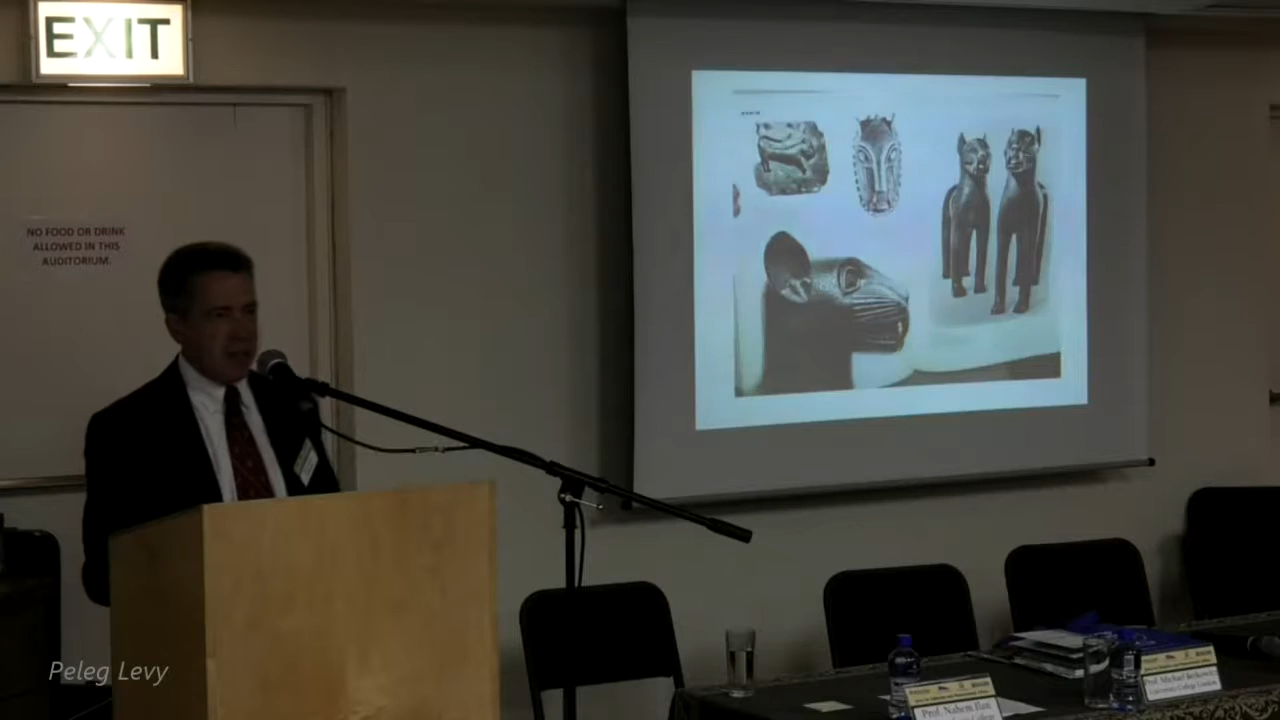 EXIT
NO FOOD OR DRINK
ALLOWED IN THIS
AUDITORIUM.
Peleg Levy
Prof. Nahem Ilan
Prof. Michael Berkowitz
University College London